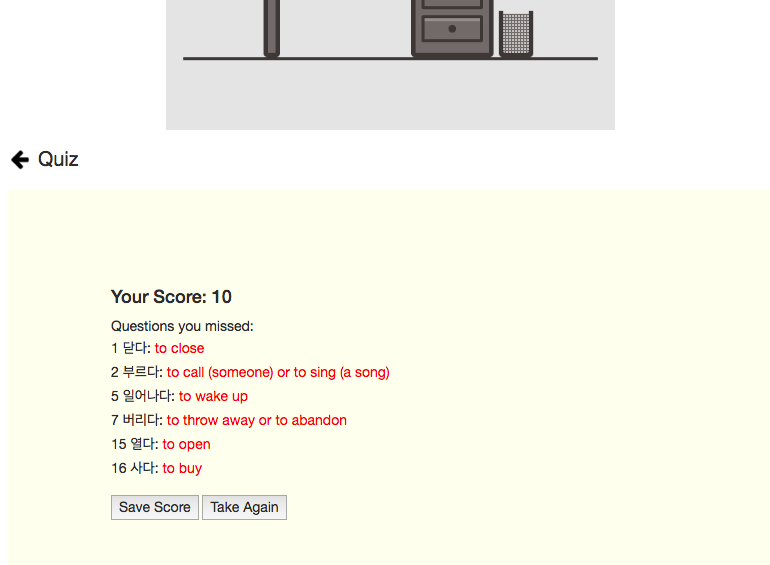 Quiz
Your Score: 10
Questions you missed:
1 닫다: to close
2 부르다: to call (someone) or to sing (a song)
5 일어나다: to wake up
7 버리다: to throw away or to abandon
15 열다: to open
16 사다: to buy
Save Score Take Again